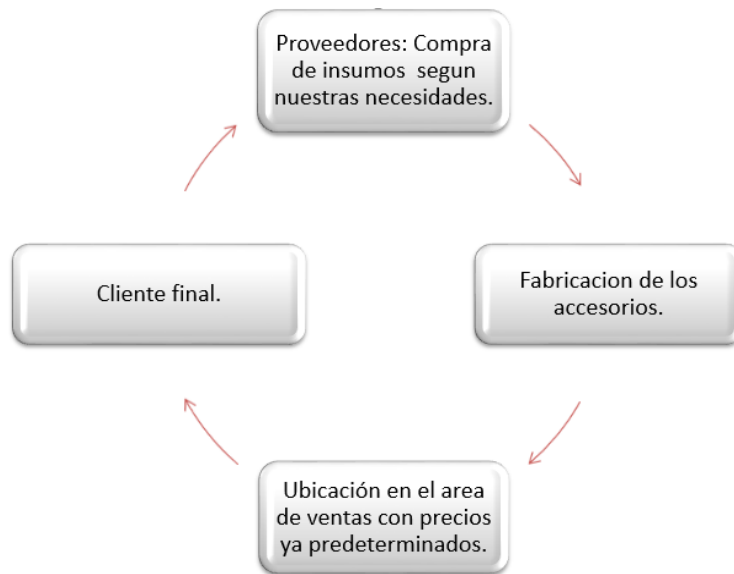 Proveedores: Compra
de insumos segun
nuestras necesidades.
Fabricacion de los
accesorios.
Ubicación en el area
de ventas con precios
ya predeterminados.
Cliente final.